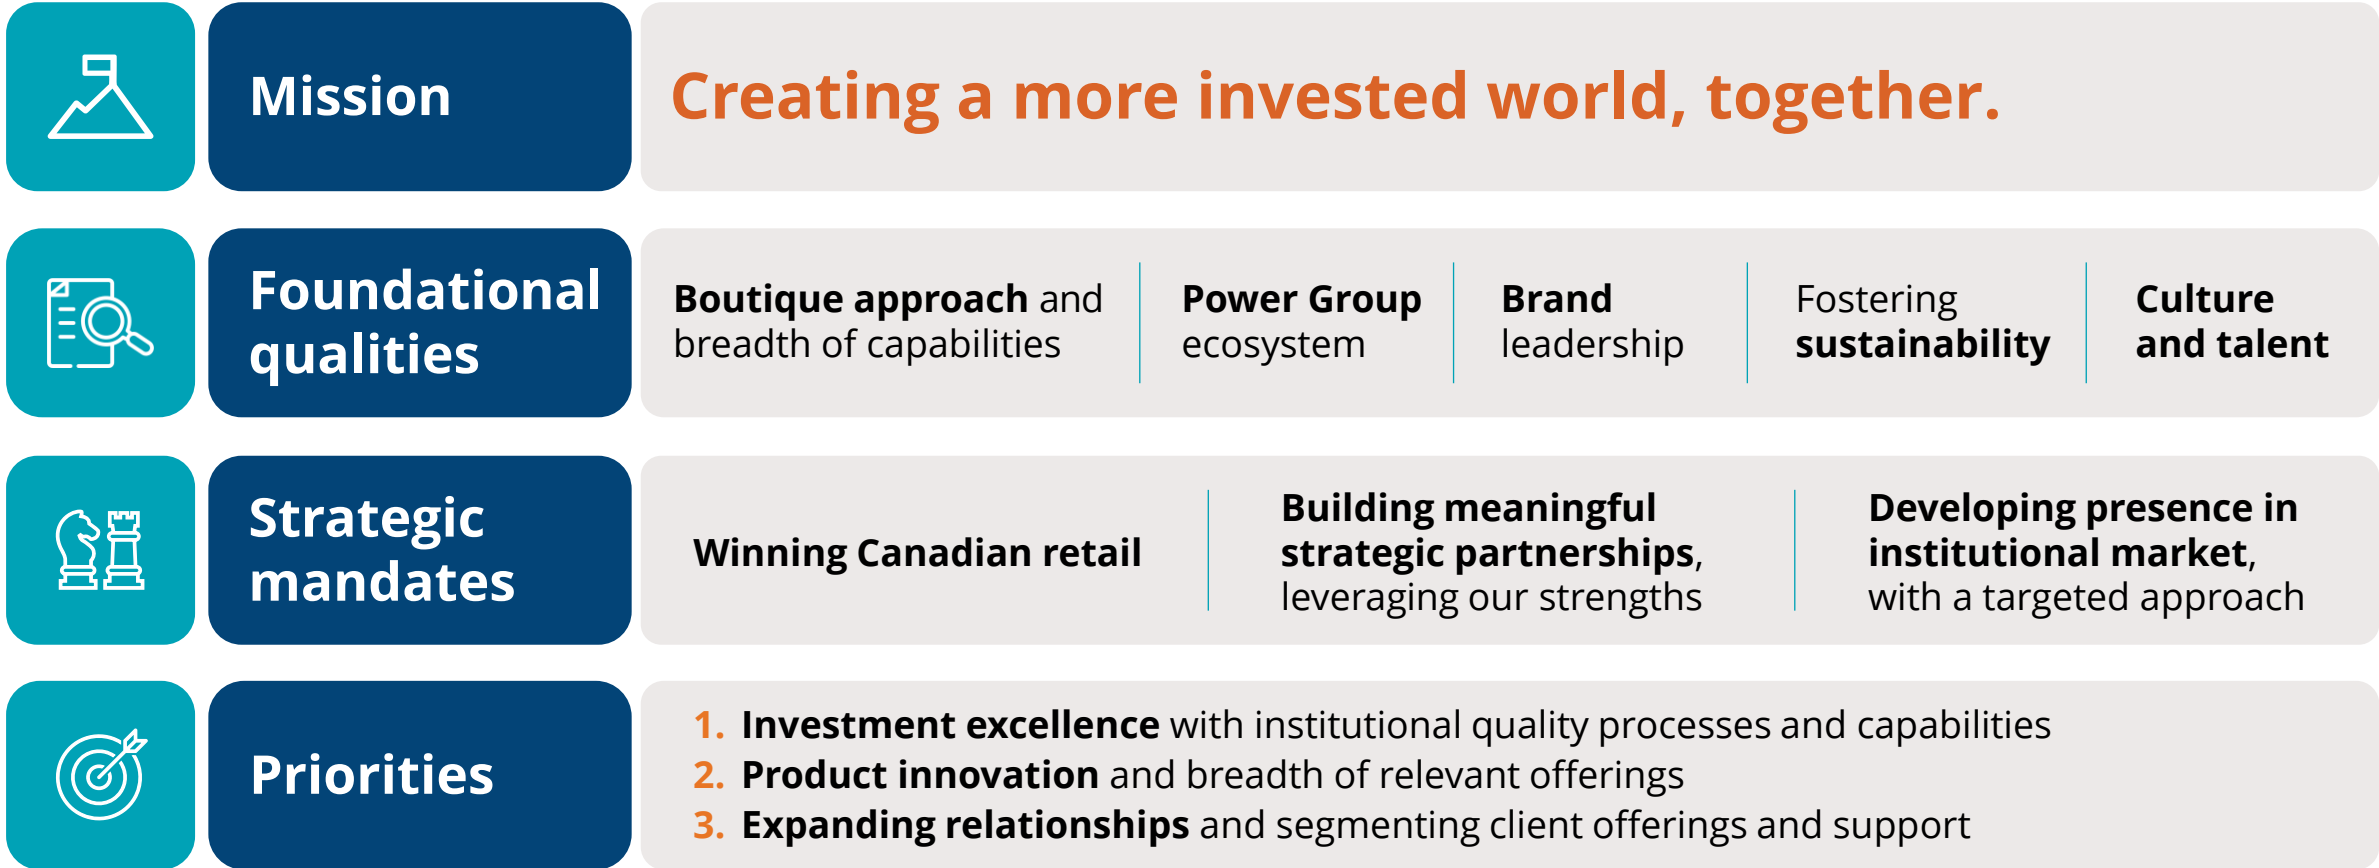 Mission
Creating a more invested world, together.
Foundational
qualities
Boutique approach and
breadth of capabilities
Power Group
ecosystem
Brand
leadership
Fostering
sustainability
Culture
and talent
Strategic
mandates
Winning Canadian retail
Building meaningful
strategic partnerships,
leveraging our strengths
Developing presence in
institutional market,
with a targeted approach
Priorities
1. Investment excellence with institutional quality processes and capabilities
2. Product innovation and breadth of relevant offerings
3. Expanding relationships and segmenting client offerings and support